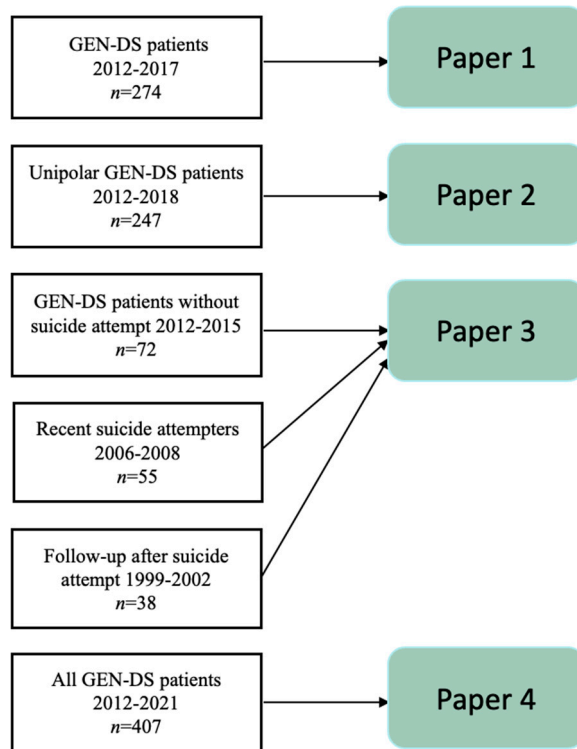 GEN-DS patients
2012-2017
n=274
Paper 1
Unipolar GEN-DS patients
2012-2018
n=247
Paper 2
GEN-DS patients without
suicide attempt 2012-2015
n=72
Paper 3
Recent suicide attempters
2006-2008
n=55
Follow-up after suicide
attempt 1999-2002
n=38
All GEN-DS patients
2012-2021
n=407
Paper 4